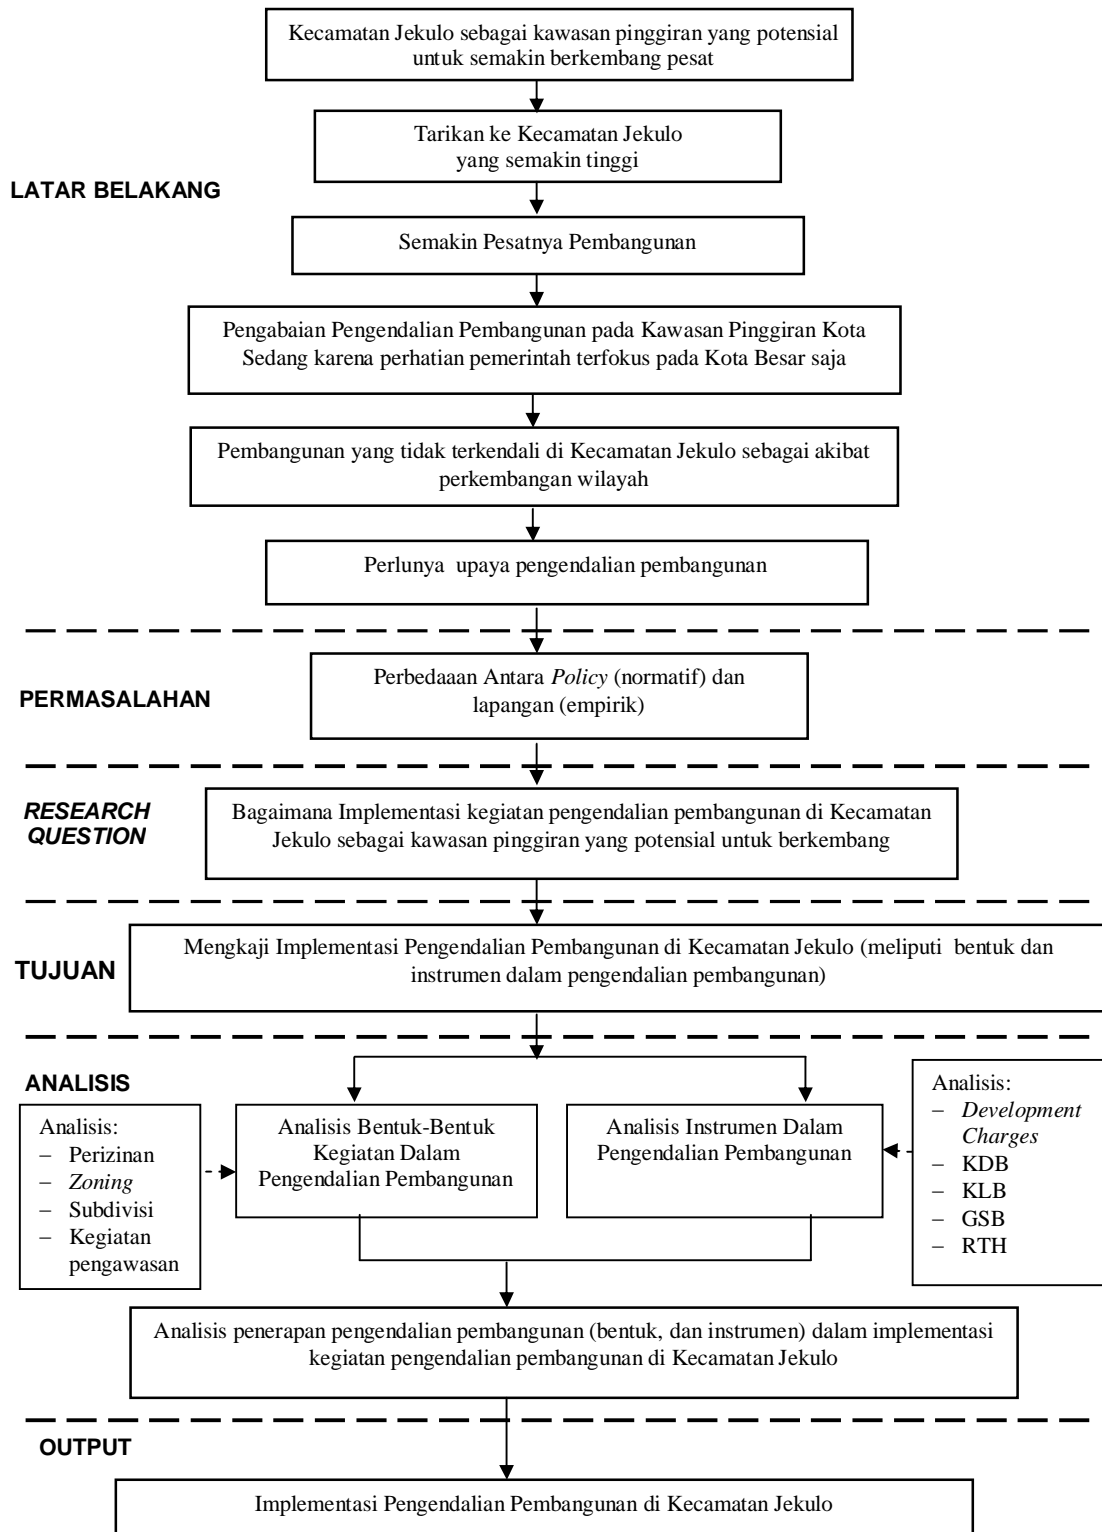 Kecamatan Jekulo sebagai kawasan pinggiran yang potensial
untuk semakin berkembang pesat
Tarikan ke Kecamatan Jekulo
yang semakin tinggi
LATAR BELAKANG
Semakin Pesatnya Pembangunan
Pengabaian Pengendalian Pembangunan pada Kawasan Pinggiran Kota
Sedang karena perhatian pemerintah terfokus pada Kota Besar saja
Pembangunan yang tidak terkendali di Kecamatan Jekulo sebagai akibat
perkembangan wilayah
Perlunya upaya pengendalian pembangunan
PERMASALAHAN
Perbedaaan Antara Policy (normatif) dan
lapangan (empirik)
RESEARCH
QUESTION
Bagaimana Implementasi kegiatan pengendalian pembangunan di Kecamatan
Jekulo sebagai kawasan pinggiran yang potensial untuk berkembang
TUJUAN
Mengkaji Implementasi Pengendalian Pembangunan di Kecamatan Jekulo (meliputi bentuk dan
instrumen dalam pengendalian pembangunan)
ANALISIS
Analisis:
– Perizinan
– Zoning
– Subdivisi
– Kegiatan
pengawasan
Analisis Bentuk-Bentuk
Kegiatan Dalam
Pengendalian Pembangunan
Analisis Instrumen Dalam
Pengendalian Pembangunan
Analisis:
– Development
Charges
– KDB
– KLB
– GSB
– RTH
Analisis penerapan pengendalian pembangunan (bentuk, dan instrumen) dalam implementasi
kegiatan pengendalian pembangunan di Kecamatan Jekulo
OUTPUT
Implementasi Pengendalian Pembangunan di Kecamatan Jekulo